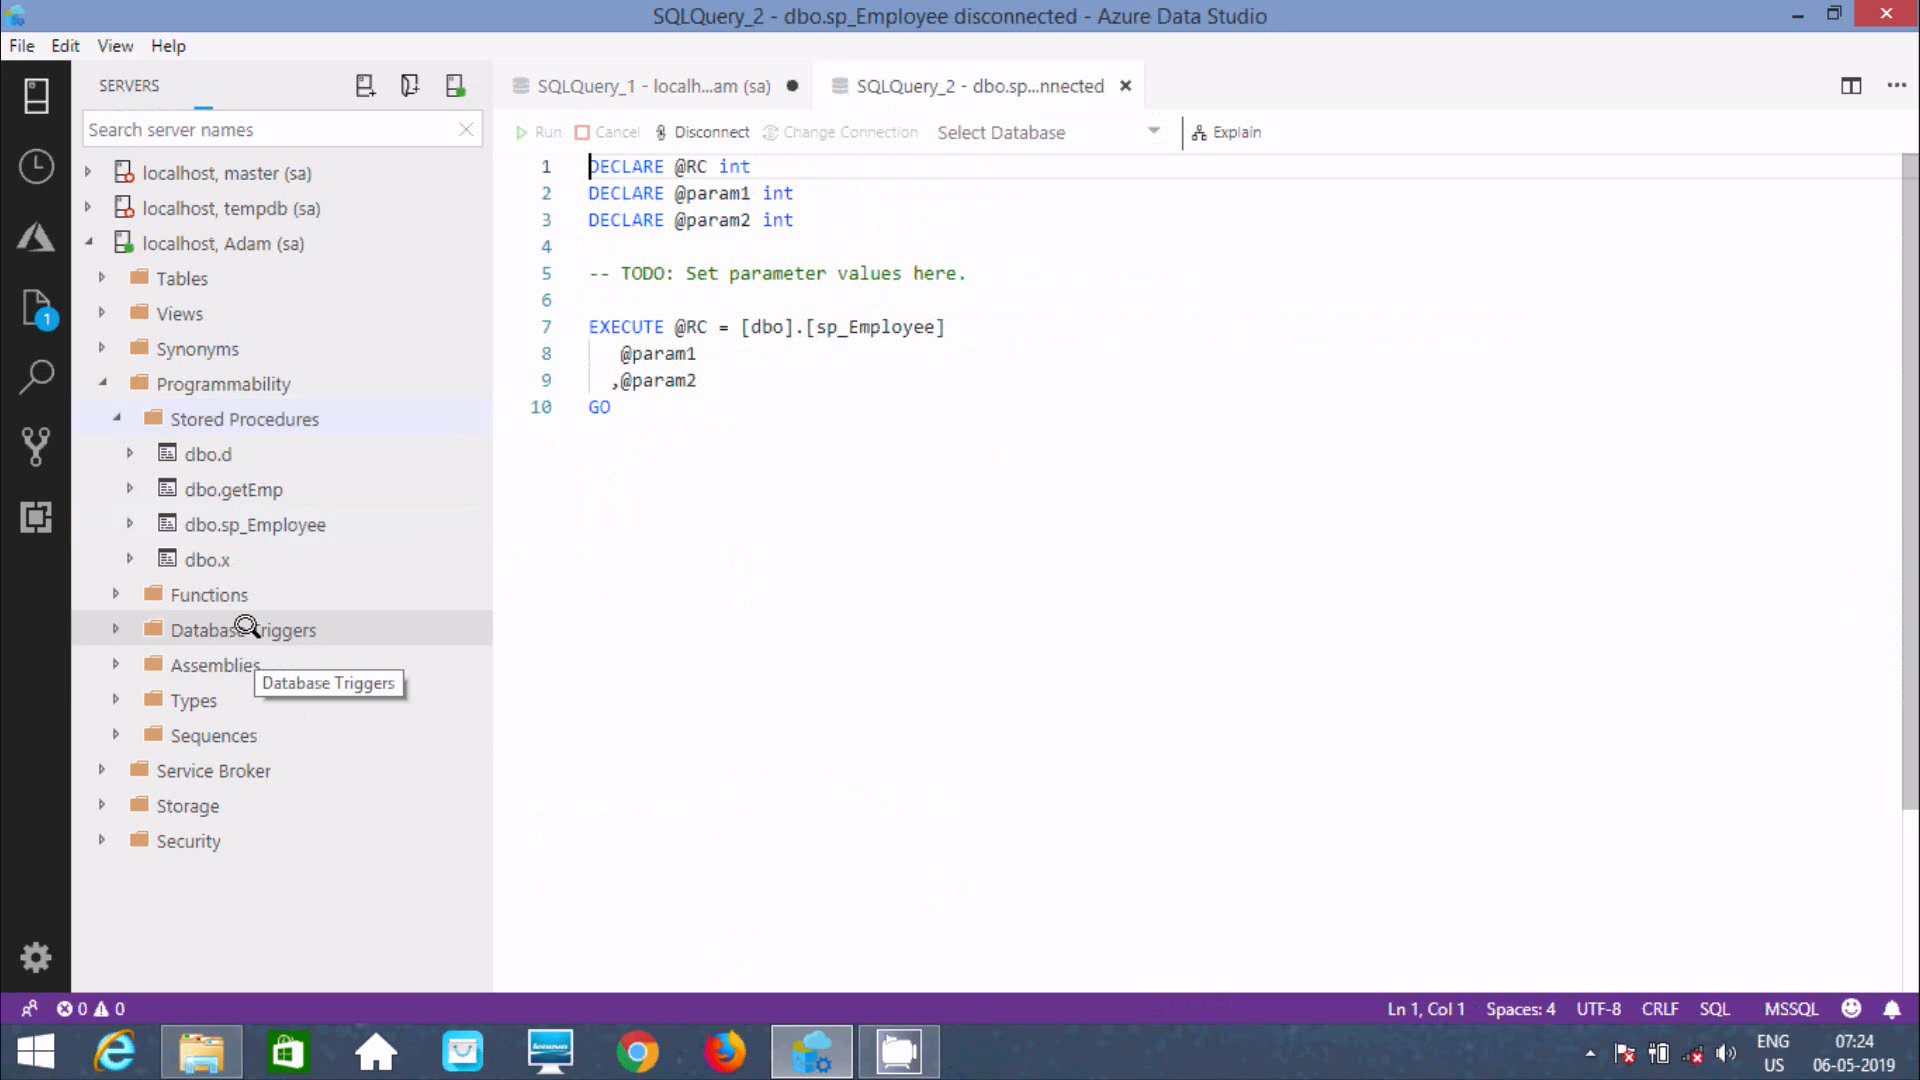 SQLQuery_2 - dbo.sp_Employee disconnected - Azure Data Studio
File Edit View Help
SERVERS
Search server names
localhost, master (sa)
localhost, tempdb (sa)
localhost, Adam (sa)
Tables
Views
Synonyms
Programmability
Stored Procedures
dbo.d
dbo.getEmp
dbo.sp_Employee
dbo.x
Functions
Database Triggers
Assemblies
Database Triggers
Types
Sequences
Service Broker
Storage
Security
1
SQLQuery_1 - localh...am (sa)
SQLQuery_2 - dbo.sp...nnected
Run Cancel Disconnect Change Connection Select Database Explain
1 DECLARE @RC int
2 DECLARE @param1 int
3 DECLARE @param2 int
4
5 -- TODO: Set parameter values here.
6
7 EXECUTE @RC = [dbo].[sp_Employee]
8 @param1
9 ,@param2
10 GO
0 0
Ln 1, Col 1 Spaces: 4 UTF-8 CRLF SQL MSSQL
lenovo
ENG
US
07:24
06-05-2019